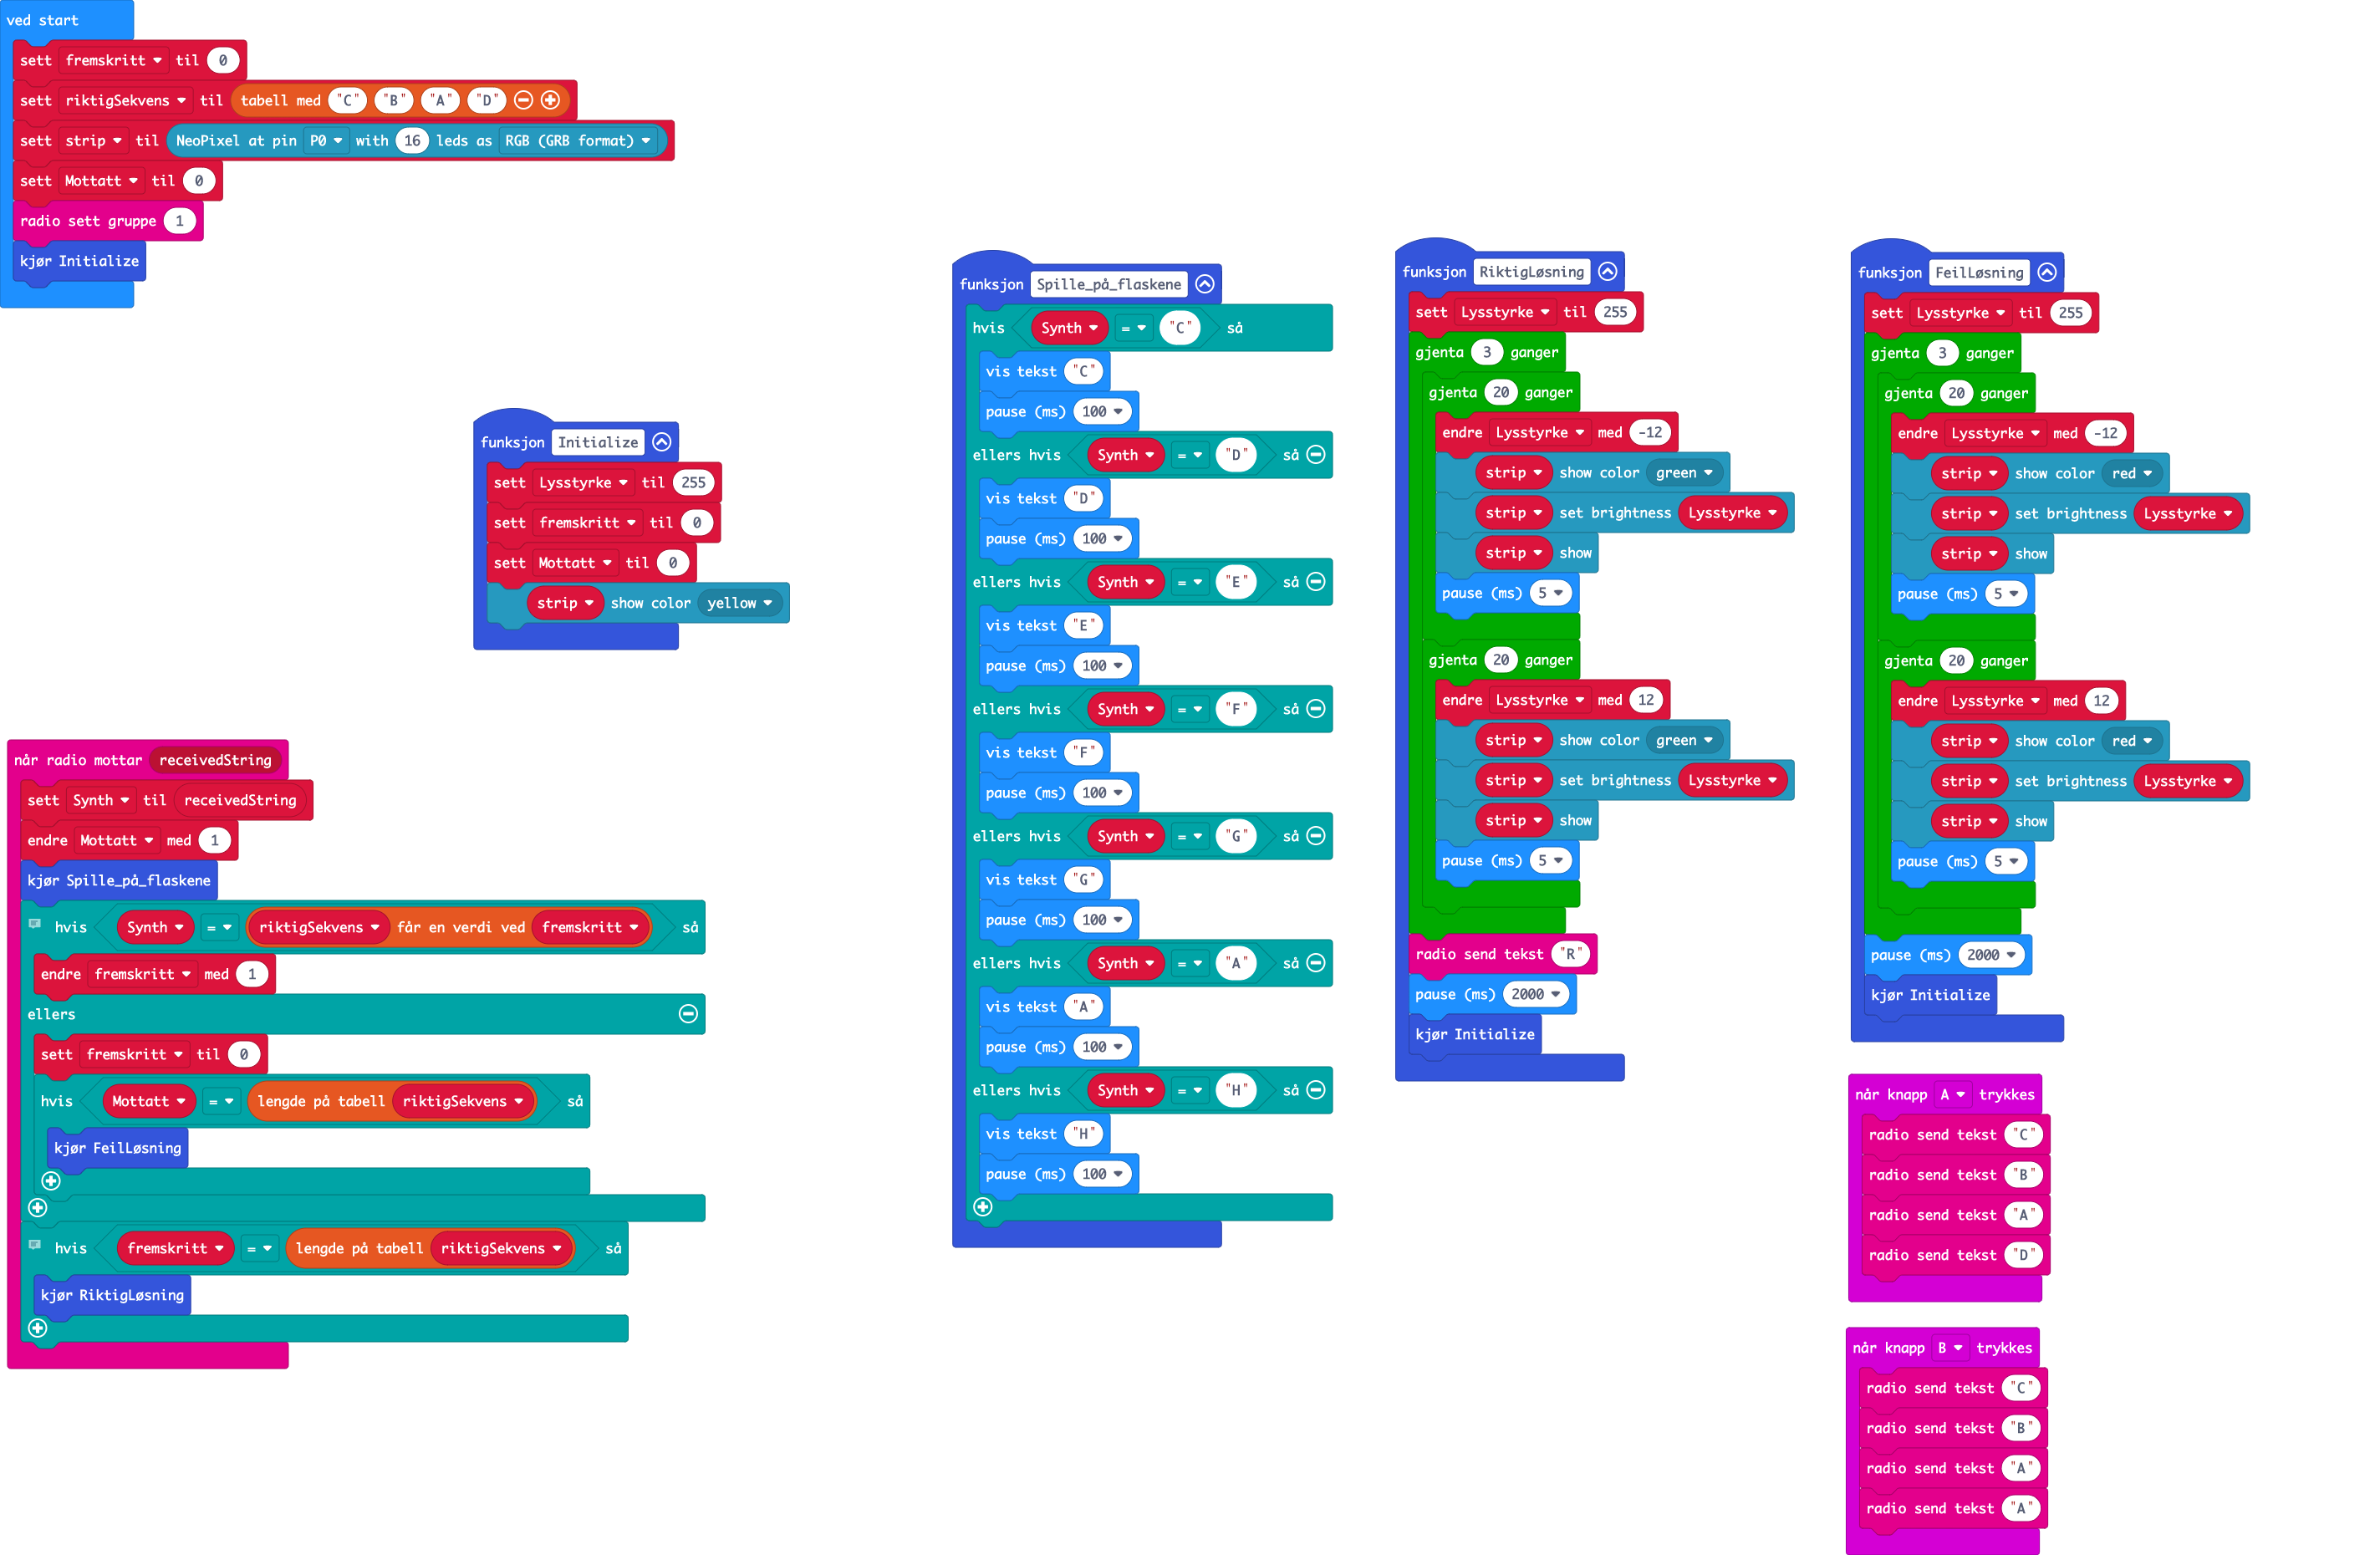 ved start
sett fremskritt til 0
sett riktigSekvens til tabell med "C" "B" "A" "D"
sett strip til NeoPixel at pin P0 with 16 leds as RGB (GRB format)
sett Mottatt til 0
radio sett gruppe 1
kjør Initialize
funksjon Initialize
sett Lysstyrke til 255
sett fremskritt til 0
sett Mottatt til 0
strip show color yellow
når radio mottar receivedString
sett Synth til receivedString
endre Mottatt med 1
kjør Spille_på_flaskene
hvis Synth = riktigSekvens får en verdi ved fremskritt så
endre fremskritt med 1
ellers
sett fremskritt til 0
hvis Mottatt = lengde på tabell riktigSekvens så
kjør FeilLøsning
hvis fremskritt = lengde på tabell riktigSekvens så
kjør RiktigLøsning
funksjon Spille_på_flaskene
hvis Synth = "C" så
vis tekst "C"
pause (ms) 100
ellers hvis Synth = "D" så
vis tekst "D"
pause (ms) 100
ellers hvis Synth = "E" så
vis tekst "E"
pause (ms) 100
ellers hvis Synth = "F" så
vis tekst "F"
pause (ms) 100
ellers hvis Synth = "G" så
vis tekst "G"
pause (ms) 100
ellers hvis Synth = "A" så
vis tekst "A"
pause (ms) 100
ellers hvis Synth = "H" så
vis tekst "H"
pause (ms) 100
funksjon RiktigLøsning
sett Lysstyrke til 255
gjenta 3 ganger
gjenta 20 ganger
endre Lysstyrke med -12
strip show color green
strip set brightness Lysstyrke
strip show
pause (ms) 5
gjenta 20 ganger
endre Lysstyrke med 12
strip show color green
strip set brightness Lysstyrke
strip show
pause (ms) 5
radio send tekst "R"
pause (ms) 2000
kjør Initialize
funksjon FeilLøsning
sett Lysstyrke til 255
gjenta 3 ganger
gjenta 20 ganger
endre Lysstyrke med -12
strip show color red
strip set brightness Lysstyrke
strip show
pause (ms) 5
gjenta 20 ganger
endre Lysstyrke med 12
strip show color red
strip set brightness Lysstyrke
strip show
pause (ms) 5
pause (ms) 2000
kjør Initialize
når knapp A trykkes
radio send tekst "C"
radio send tekst "B"
radio send tekst "A"
radio send tekst "D"
når knapp B trykkes
radio send tekst "C"
radio send tekst "B"
radio send tekst "A"
radio send tekst "A"